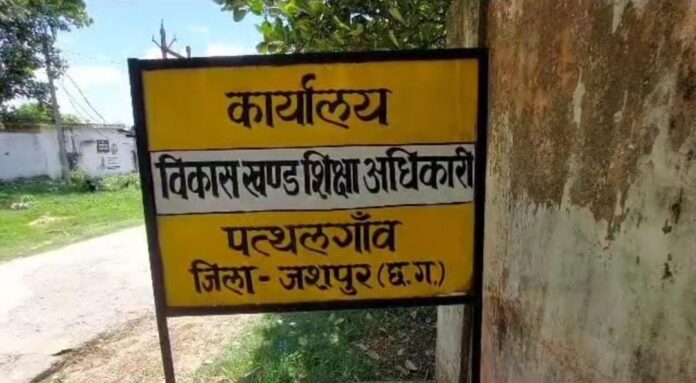 कार्यालय
विकास खण्ड शिक्षा अधिकारी
पत्थलगाँव
जिला - जशपुर (छ. ग.)